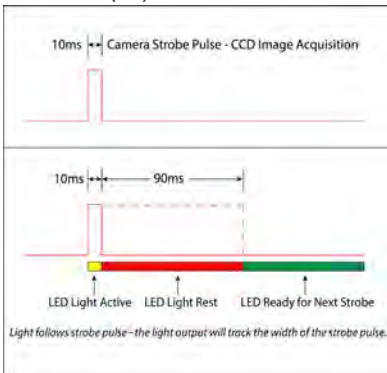 10ms Camera Strobe Pulse - CCD Image Acquisition
10ms 90ms
LED Light Active LED Light Rest LED Ready for Next Strobe
Light follows strobe pulse - the light output will track the width of the strobe pulse.